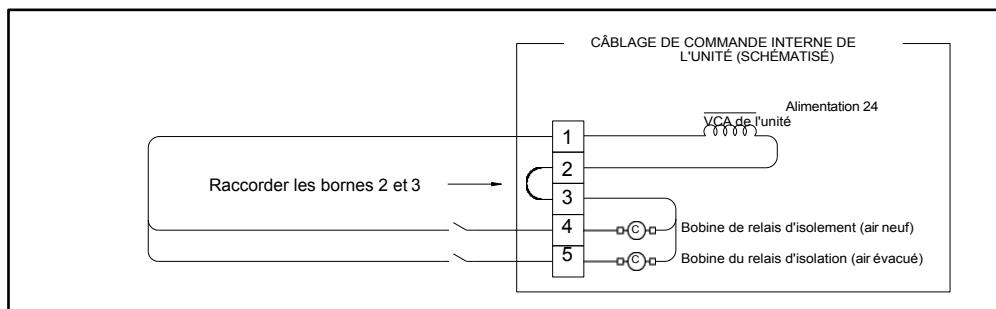 CÂBLAGE DE COMMANDE INTERNE DE
L'UNITÉ (SCHÉMATISÉ)
Alimentation 24
VCA de l'unité
1
2
Raccorder les bornes 2 et 3
3
4
C
Bobine de relais d'isolement (air neuf)
5
C
Bobine du relais d'isolation (air évacué)